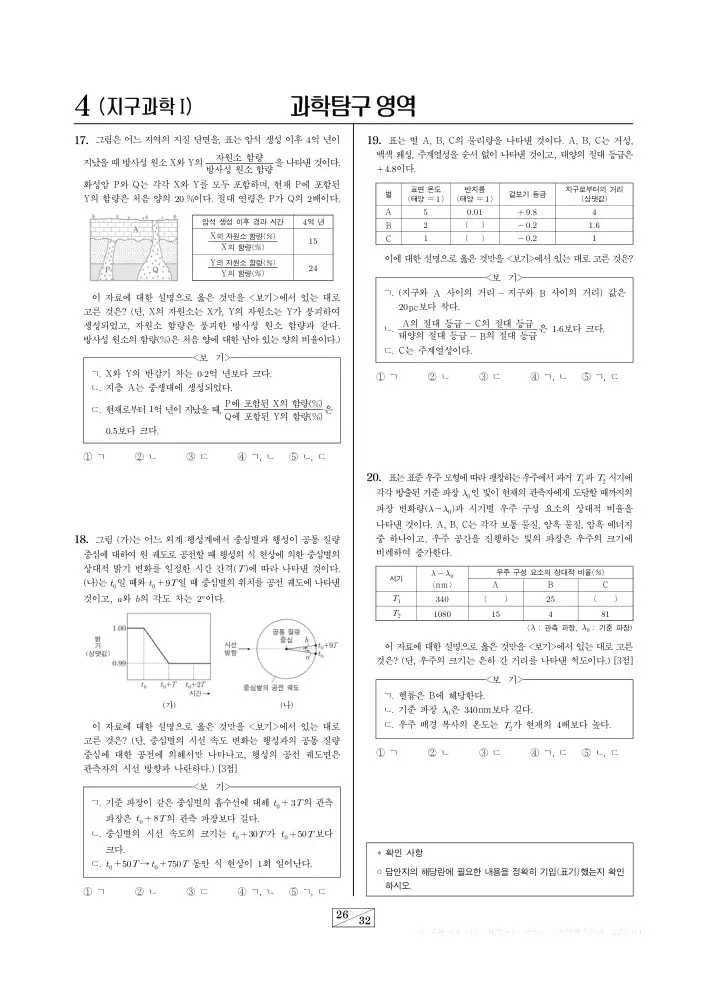 4 (지구과학 I)
과학탐구 영역
17. 그림은 어느 지역의 지질 단면을, 표는 암석 생성 이후 4억 년이
지났을 때 방사성 원소 X와 Y의 자원소 함량/방사성 원소 함량 을 나타낸 것이다.
화성암 P와 Q는 각각 X와 Y를 모두 포함하며, 현재 P에 포함된
Y의 함량은 처음 양의 20 %이다. 절대 연령은 P가 Q의 2배이다.
A
P
Q
암석 생성 이후 경과 시간 4억 년
X의 자원소 함량(%)/X의 함량(%) 15
Y의 자원소 함량(%)/Y의 함량(%) 24
이 자료에 대한 설명으로 옳은 것만을 <보기>에서 있는 대로
고른 것은? (단, X의 자원소는 X가, Y의 자원소는 Y가 붕괴하여
생성되었고, 자원소 함량은 붕괴한 방사성 원소 함량과 같다.
방사성 원소의 함량(%)은 처음 양에 대한 남아 있는 양의 비율이다.)
<보 기>
ㄱ. X와 Y의 반감기 차는 0.2억 년보다 크다.
ㄴ. 지층 A는 중생대에 생성되었다.
ㄷ. 현재로부터 1억 년이 지났을 때, P에 포함된 X의 함량(%)/Q에 포함된 Y의 함량(%) 은
0.5보다 크다.
① ㄱ ② ㄴ ③ ㄷ ④ ㄱ, ㄴ ⑤ ㄴ, ㄷ
18. 그림 (가)는 어느 외계 행성계에서 중심별과 행성이 공통 질량
중심에 대하여 원 궤도로 공전할 때 행성의 식 현상에 의한 중심별의
상대적 밝기 변화를 일정한 시간 간격(T)에 따라 나타낸 것이다.
(나)는 t₀일 때와 t₀+9T일 때 중심별의 위치를 공전 궤도에 나타낸
것이고, a와 b의 각도 차는 2°이다.
1.00
밝기
(상댓값)
0.99
t₀ t₀+T t₀+2T
시간→
(가)
시선
방향
공통 질량
중심
b
a
t₀+9T
t₀
중심별의 공전 궤도
(나)
이 자료에 대한 설명으로 옳은 것만을 <보기>에서 있는 대로
고른 것은? (단, 중심별의 시선 속도 변화는 행성과의 공통 질량
중심에 대한 공전에 의해서만 나타나고, 행성의 공전 궤도면은
관측자의 시선 방향과 나란하다.) [3점]
<보 기>
ㄱ. 기준 파장이 같은 중심별의 흡수선에 대해 t₀+3T의 관측
파장은 t₀+8T의 관측 파장보다 길다.
ㄴ. 중심별의 시선 속도의 크기는 t₀+30T가 t₀+50T보다
크다.
ㄷ. t₀+50T→t₀+750T 동안 식 현상이 1회 일어난다.
① ㄱ ② ㄴ ③ ㄷ ④ ㄱ, ㄴ ⑤ ㄱ, ㄷ
19. 표는 별 A, B, C의 물리량을 나타낸 것이다. A, B, C는 거성,
백색 왜성, 주계열성을 순서 없이 나타낸 것이고, 태양의 절대 등급은
+4.8이다.
별 표면 온도(태양 = 1) 반지름(태양 = 1) 겉보기 등급 지구로부터의 거리(상댓값)
A 5 0.01 +9.8 4
B 2 ( ) -0.2 1.6
C 1 ( ) -0.2 1
이에 대한 설명으로 옳은 것만을 <보기>에서 있는 대로 고른 것은?
<보 기>
ㄱ. (지구와 A 사이의 거리 - 지구와 B 사이의 거리) 값은
20pc보다 작다.
ㄴ. A의 절대 등급 - C의 절대 등급/태양의 절대 등급 - B의 절대 등급 은 1.6보다 크다.
ㄷ. C는 주계열성이다.
① ㄱ ② ㄴ ③ ㄷ ④ ㄱ, ㄴ ⑤ ㄱ, ㄷ
20. 표는 표준 우주 모형에 따라 팽창하는 우주에서 과거 T₁과 T₂ 시기에
각각 방출된 기준 파장 λ₀인 빛이 현재의 관측자에게 도달할 때까지의
파장 변화량(λ-λ₀)과 시기별 우주 구성 요소의 상대적 비율을
나타낸 것이다. A, B, C는 각각 보통 물질, 암흑 물질, 암흑 에너지
중 하나이고, 우주 공간을 진행하는 빛의 파장은 우주의 크기에
비례하여 증가한다.
시기 λ-λ₀ (nm) 우주 구성 요소의 상대적 비율(%)
A B C
T₁ 340 ( ) 25 ( )
T₂ 1080 15 4 81
(λ : 관측 파장, λ₀ : 기준 파장)
이 자료에 대한 설명으로 옳은 것만을 <보기>에서 있는 대로 고른
것은? (단, 우주의 크기는 은하 간 거리를 나타낸 척도이다.) [3점]
<보 기>
ㄱ. 헬륨은 B에 해당한다.
ㄴ. 기준 파장 λ₀은 340nm보다 길다.
ㄷ. 우주 배경 복사의 온도는 T₂가 현재의 4배보다 높다.
① ㄱ ② ㄴ ③ ㄷ ④ ㄱ, ㄷ ⑤ ㄴ, ㄷ
* 확인 사항
○ 답안지의 해당란에 필요한 내용을 정확히 기입(표기)했는지 확인
하시오.
26
32